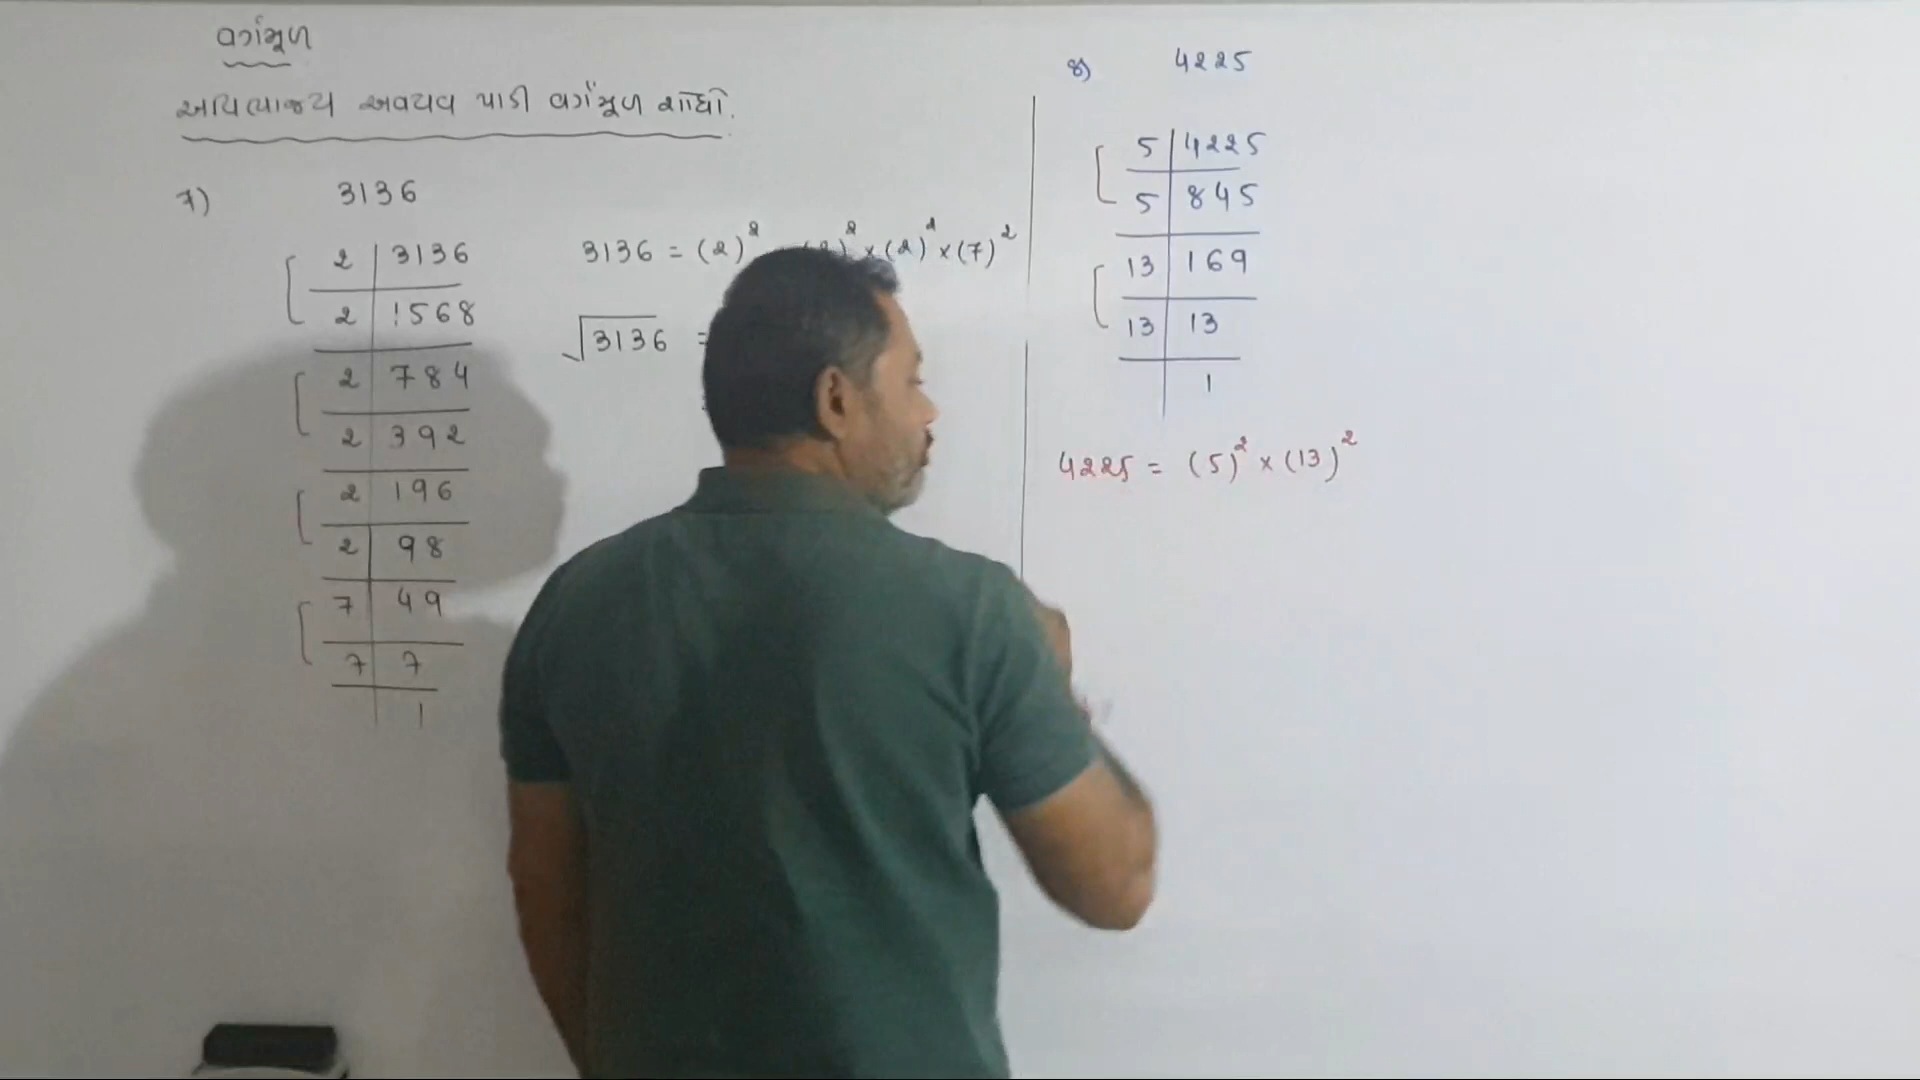 વર્ગમૂળ
અવિભાજ્ય અવયવ પાડી વર્ગમૂળ શોધો.
7) 3136
2 | 3136
2 | 1568
2 | 784
2 | 392
2 | 196
2 | 98
7 | 49
7 | 7
1
3136 = (2)² × (2)² × (2)² × (7)²
√3136 =
8) 4225
5 | 4225
5 | 845
13 | 169
13 | 13
1
4225 = (5)² × (13)²